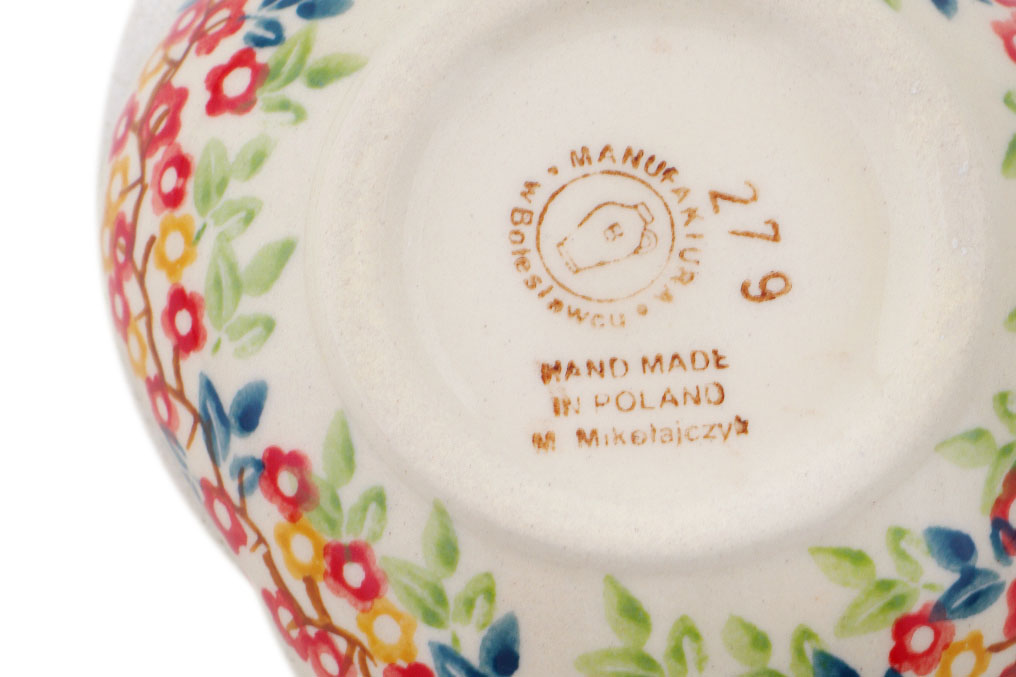 MANUFAKTURA • w Bolesławcu •
279
HAND MADE
IN POLAND
M. Mikołajczyk